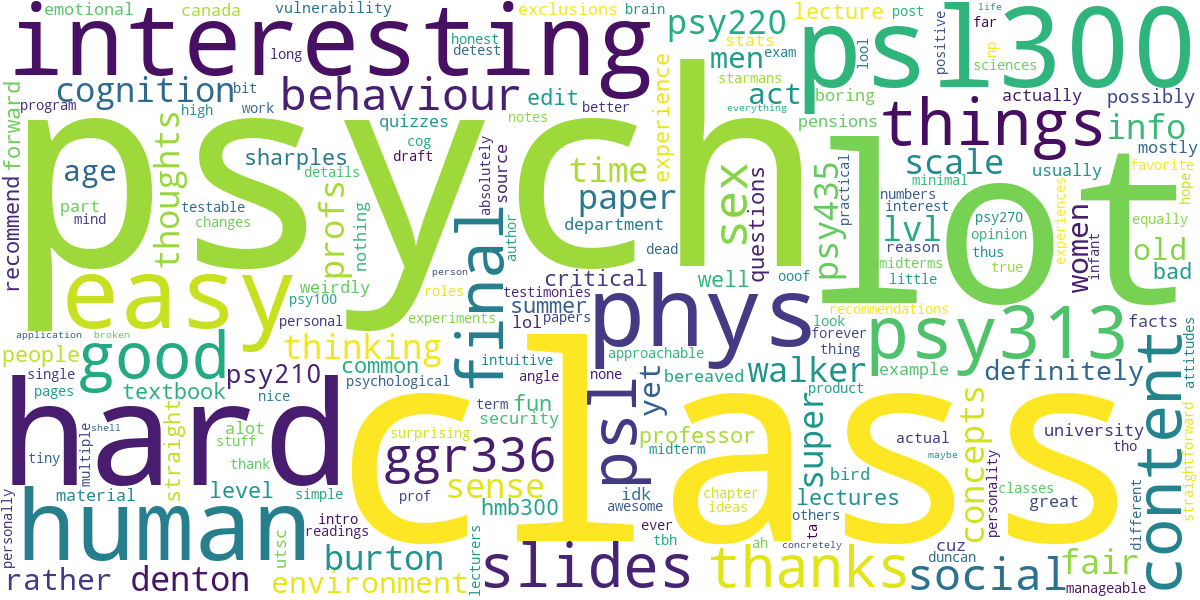 emotional
canada
vulnerability
exclusions
brain
lecture
post
life
interesting
long
honest
detest
psy220
stats
men
exam
psl300
far
np
sciences
positive
lool
cognition
bit
behaviour
edit
better
starmans
act
boring
actually
possibly
forward
program
high
work
quizzes
notes
everything
pensions
things
info
mostly
psych
lot
thoughts
age
sharples
details
cog
draft
source
absolutely
time
experience
sex
paper
department
questions
psy435
practical
scale
usually
minimal
favorite
hope
recommend
part
mind
testable
changes
profs
nothing
numbers
interest
lvl
reason
psy270
opinion
thus
true
experiences
women
infant
equally
old
bad
easy
weirdly
psy100
personal
person
roles
experiments
final
author
dead
critical
testimonies
summer
lol
papers
well
ooof
midterms
little
recommendations
phys
look
forever
thing
psy313
facts
attitudes
application
broken
people
good
thinking
common
intuitive
approachable
none
bereaved
walker
product
example
definitely
single
pages
textbook
psy210
nice
psychological
angle
term
security
fun
yet
hard
class
psl
content
straight
alot
stuff
thank
surprising
ggr336
professor
midterm
super
concepts
actual
maybe
university
tho
straightforward
shell
multiple
tiny
material
level
simple
prof
sense
hmb300
idk
awesome
chapter
ideas
bird
lectures
others
ta
personality
classes
great
different
personally
human
utsc
intro
readings
burton
lecturers
slides
ever
tbh
ah
thanks
concretely
cuz
duncan
social
fair
manageable
rather
denton
environment